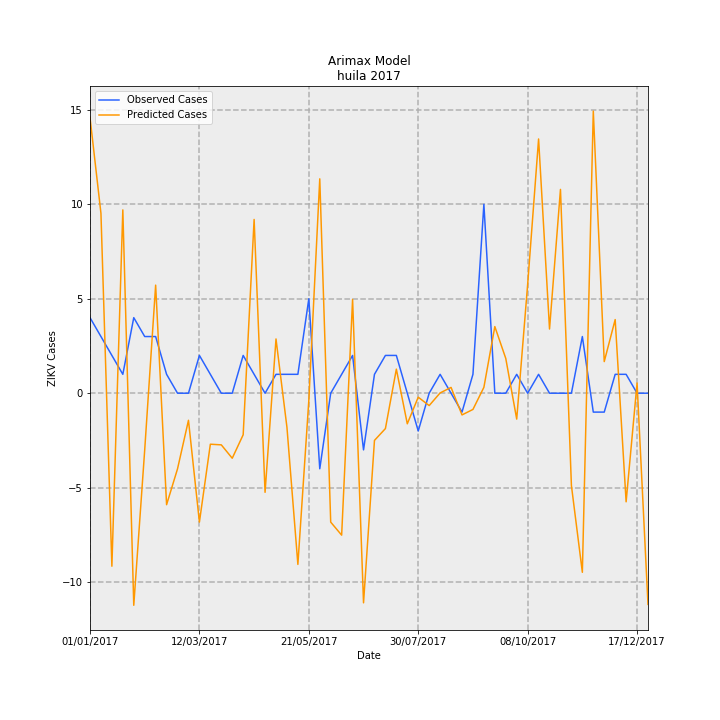 Arimax Model
huila 2017
Observed Cases
Predicted Cases
15
10
5
0
−5
−10
ZIKV Cases
01/01/2017 12/03/2017 21/05/2017 30/07/2017 08/10/2017 17/12/2017
Date